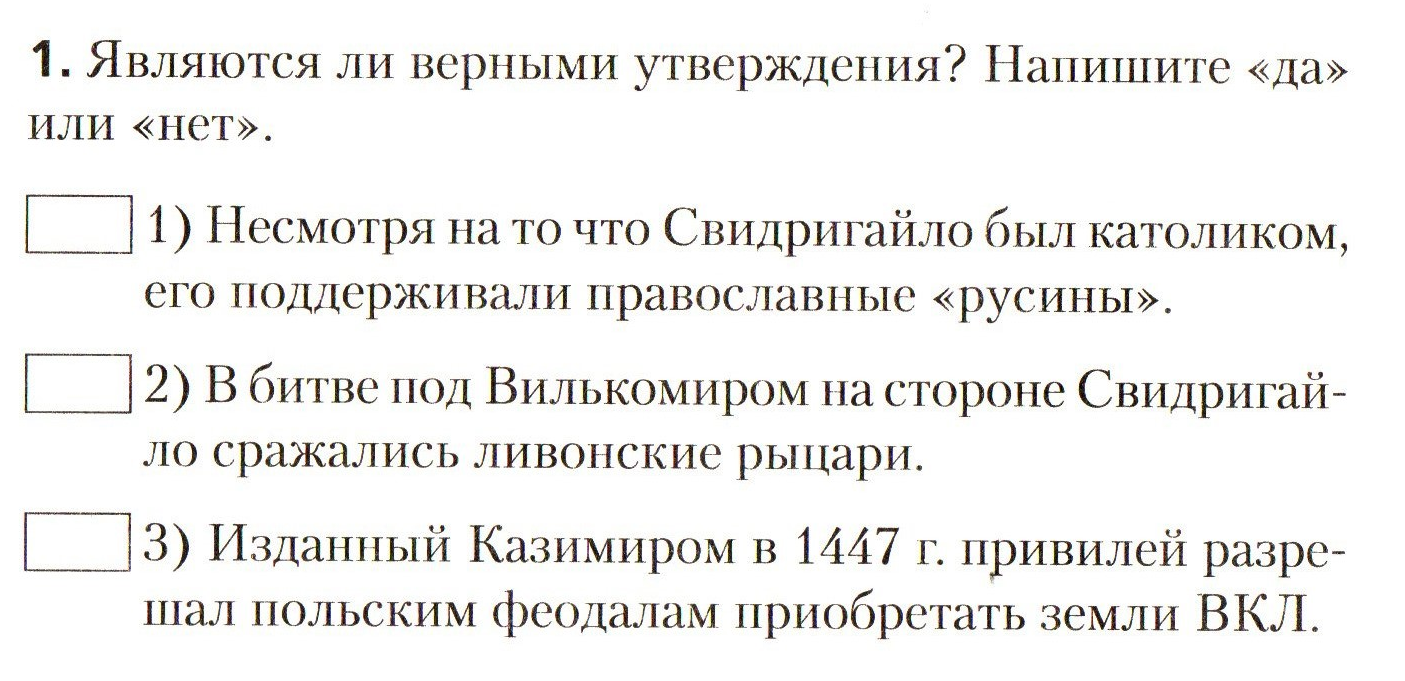 1. Являются ли верными утверждения? Напишите «да»
или «нет».
1) Несмотря на то что Свидригайло был католиком,
его поддерживали православные «русины».
2) В битве под Вилькомиром на стороне Свидригай-
ло сражались ливонские рыцари.
3) Изданный Казимиром в 1447 г. привилей разре-
шал польским феодалам приобретать земли ВКЛ.